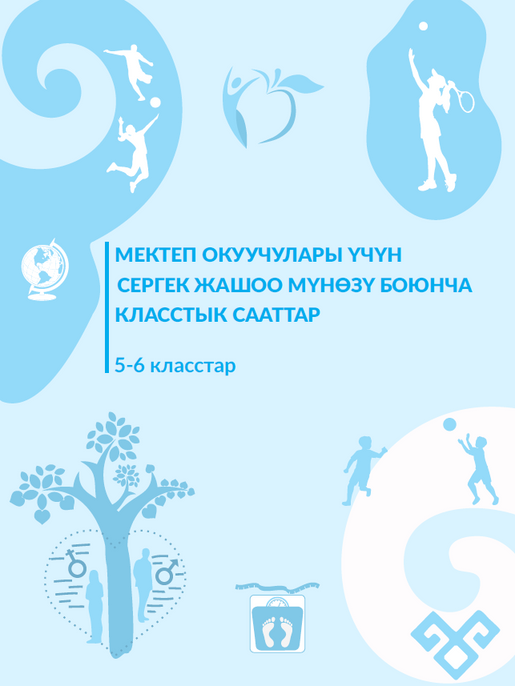 МЕКТЕП ОКУУЧУЛАРЫ ҮЧҮН
СЕРГЕК ЖАШОО МҮНӨЗҮ БОЮНЧА
КЛАССТЫК СААТТАР
5-6 класстар